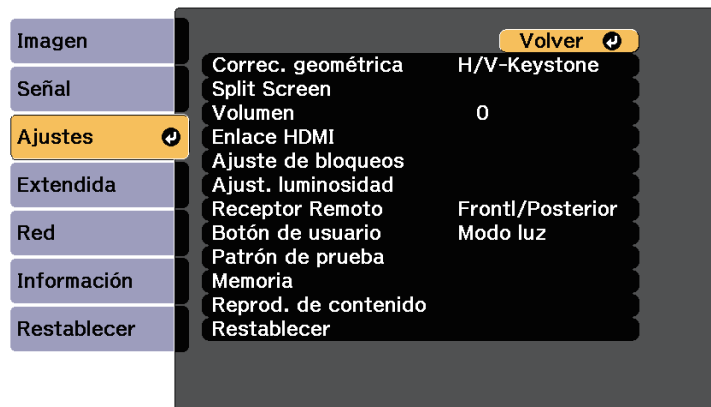 Imagen
Señal
Ajustes
Extendida
Red
Información
Restablecer
Volver
Correc. geométrica H/V-Keystone
Split Screen
Volumen 0
Enlace HDMI
Ajuste de bloqueos
Ajust. luminosidad
Receptor Remoto Frontl/Posterior
Botón de usuario Modo luz
Patrón de prueba
Memoria
Reprod. de contenido
Restablecer